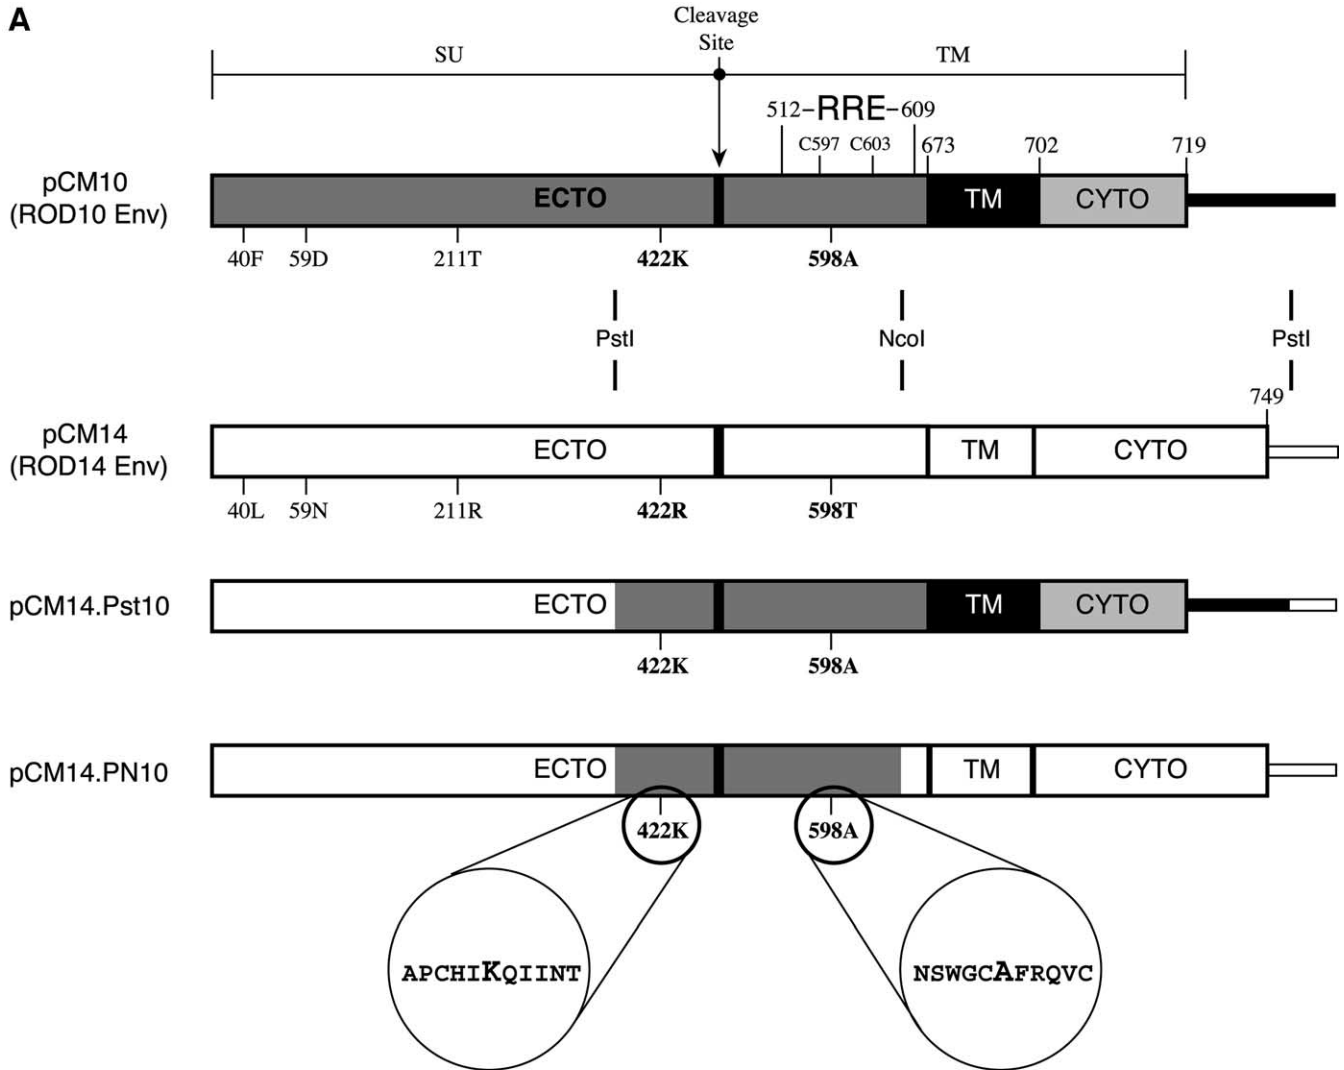 A
Cleavage
Site
SU
TM
512-RRE-609
C597 C603 673 702 719
pCM10
(ROD10 Env)
ECTO TM CYTO
40F 59D 211T 422K 598A
PstI NcoI PstI
749
pCM14
(ROD14 Env)
ECTO TM CYTO
40L 59N 211R 422R 598T
pCM14.Pst10 ECTO TM CYTO
422K 598A
pCM14.PN10 ECTO TM CYTO
422K 598A
APCHIKQIINT NSWGCAFRQVC